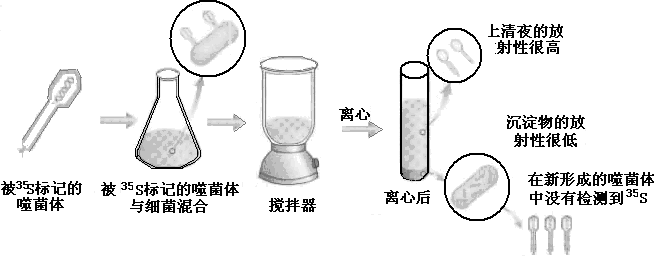 上清夜的放
射性很高
离心
沉淀物的放
射性很低
被35S标记的
噬菌体
被 35S标记的噬菌体
与细菌混合
搅拌器
离心后
在新形成的噬菌体
中没有检测到35S